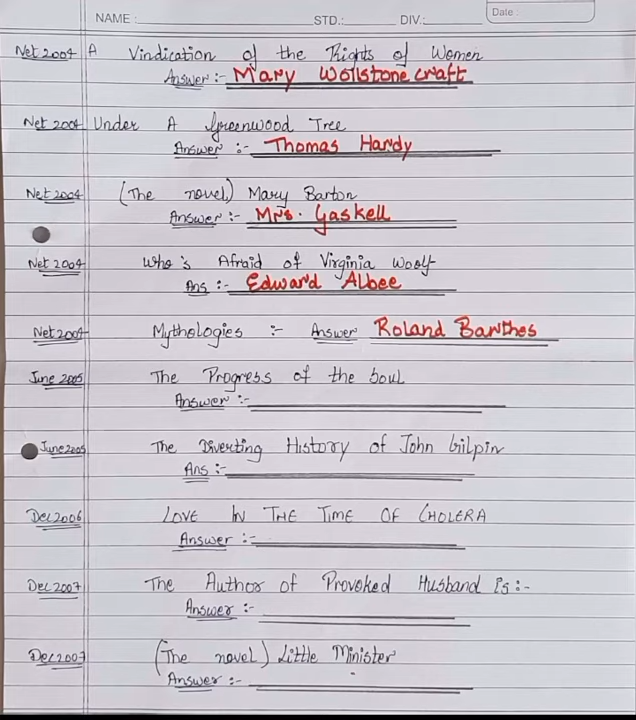 NAME : STD.: DIV.: Date :
Net 2004 A Vindication of the Rights of Women
Answer :- Mary Wollstonecraft
Net 2004 Under A Greenwood Tree
Answer :- Thomas Hardy
Net 2004 (The novel) Mary Barton
Answer :- Mrs. Gaskell
Net 2004 Who's Afraid of Virginia Woolf
Ans :- Edward Albee
Net 2004 Mythologies :- Answer Roland Barthes
June 2005 The Progress of the Soul
Answer :-
June 2005 The Diverting History of John Gilpin
Ans :-
Dec 2006 LOVE IN THE TIME OF CHOLERA
Answer :-
Dec 2007 The Author of Provoked Husband is :-
Answer :-
Dec 2007 (The novel) Little Minister
Answer :-